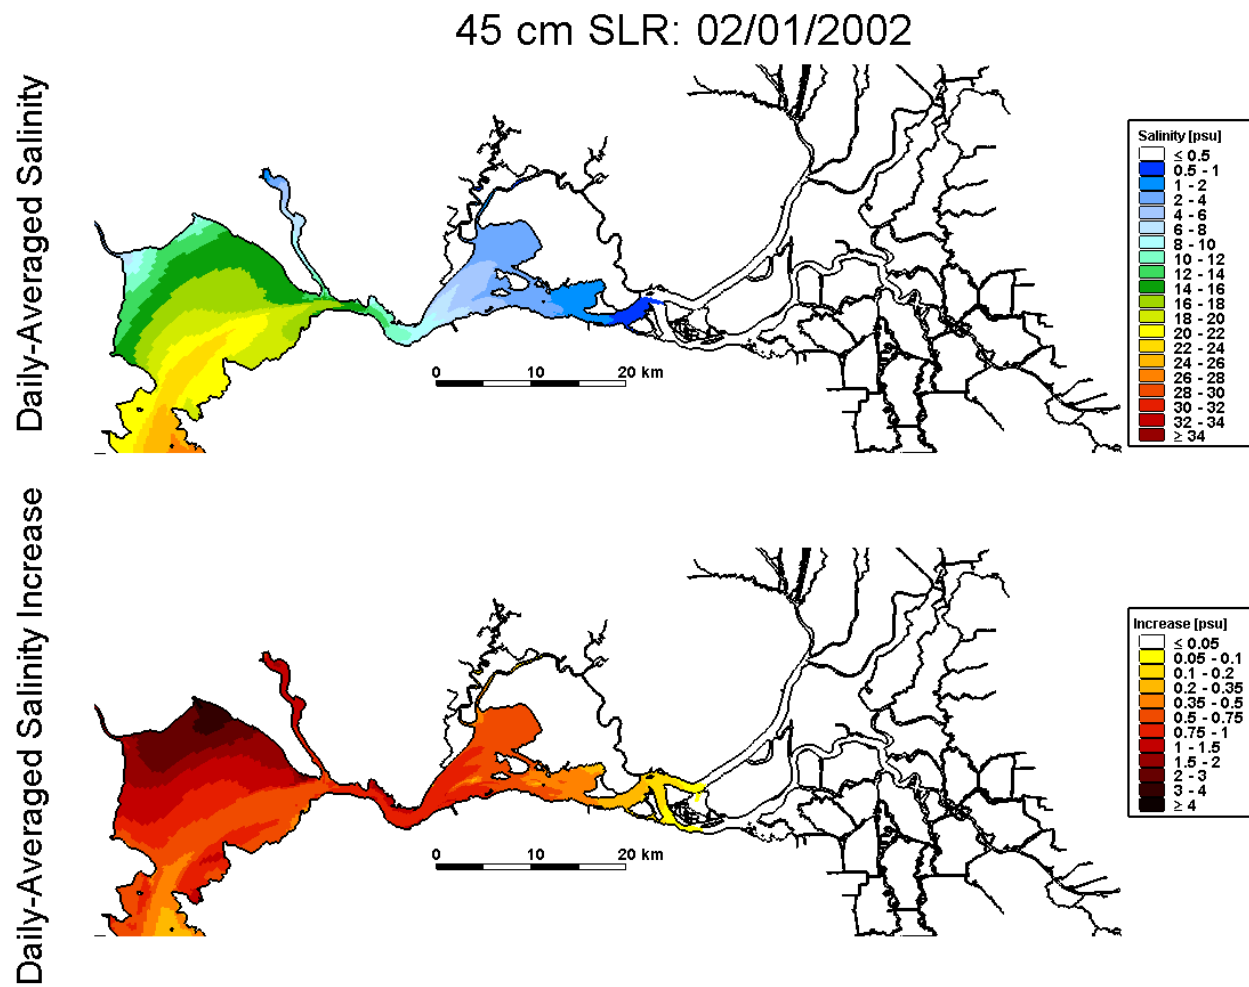 45 cm SLR: 02/01/2002
Daily-Averaged Salinity
Salinity [psu]
≤ 0.5
0.5 - 1
1 - 2
2 - 4
4 - 6
6 - 8
8 - 10
10 - 12
12 - 14
14 - 16
16 - 18
18 - 20
20 - 22
22 - 24
24 - 26
26 - 28
28 - 30
30 - 32
32 - 34
≥ 34
0 10 20 km
Daily-Averaged Salinity Increase
Increase [psu]
≤ 0.05
0.05 - 0.1
0.1 - 0.2
0.2 - 0.35
0.35 - 0.5
0.5 - 0.75
0.75 - 1
1 - 1.5
1.5 - 2
2 - 3
3 - 4
≥ 4
0 10 20 km